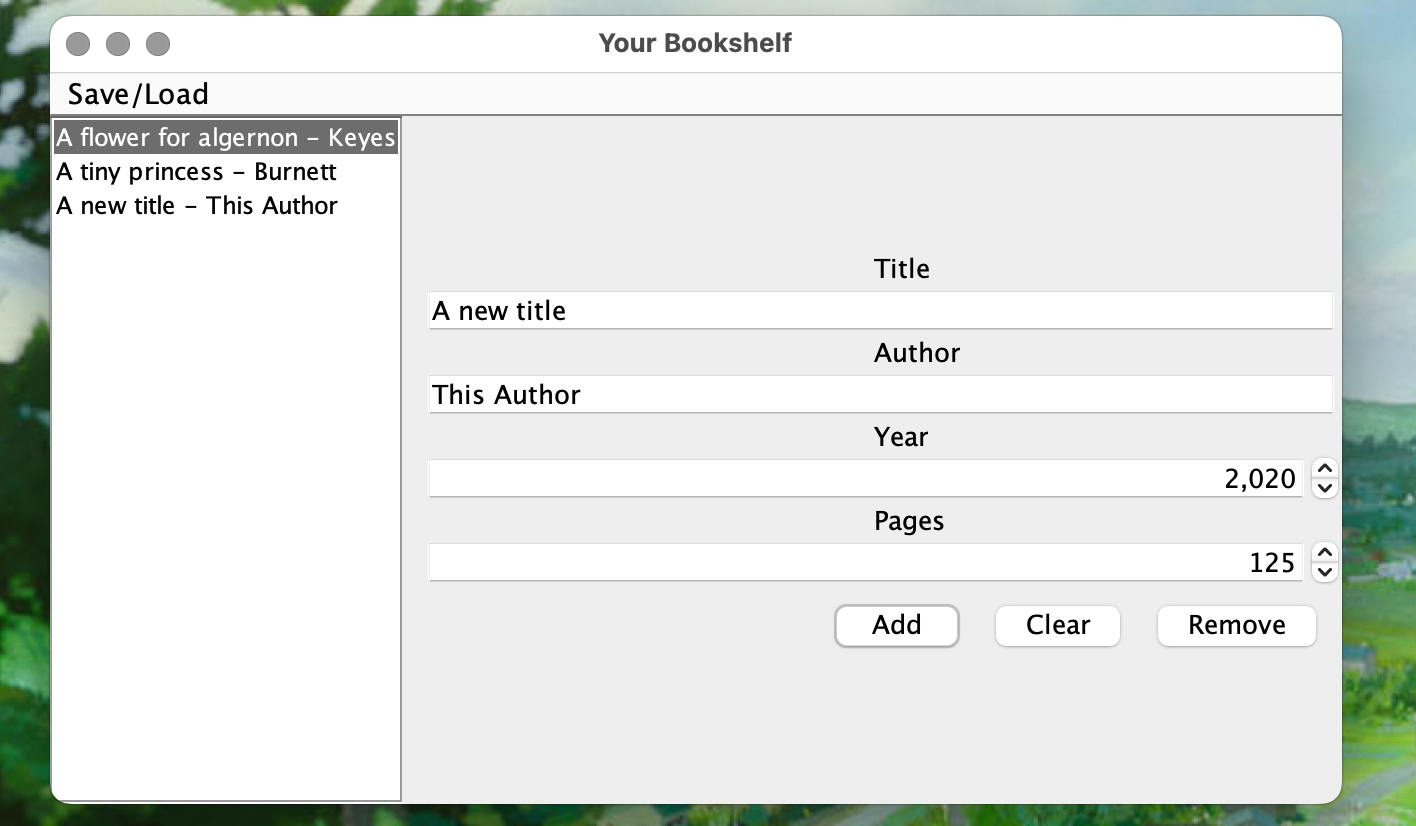 Your Bookshelf
Save/Load
A flower for algernon – Keyes
A tiny princess – Burnett
A new title – This Author
Title
A new title
Author
This Author
Year
2,020
Pages
125
Add Clear Remove